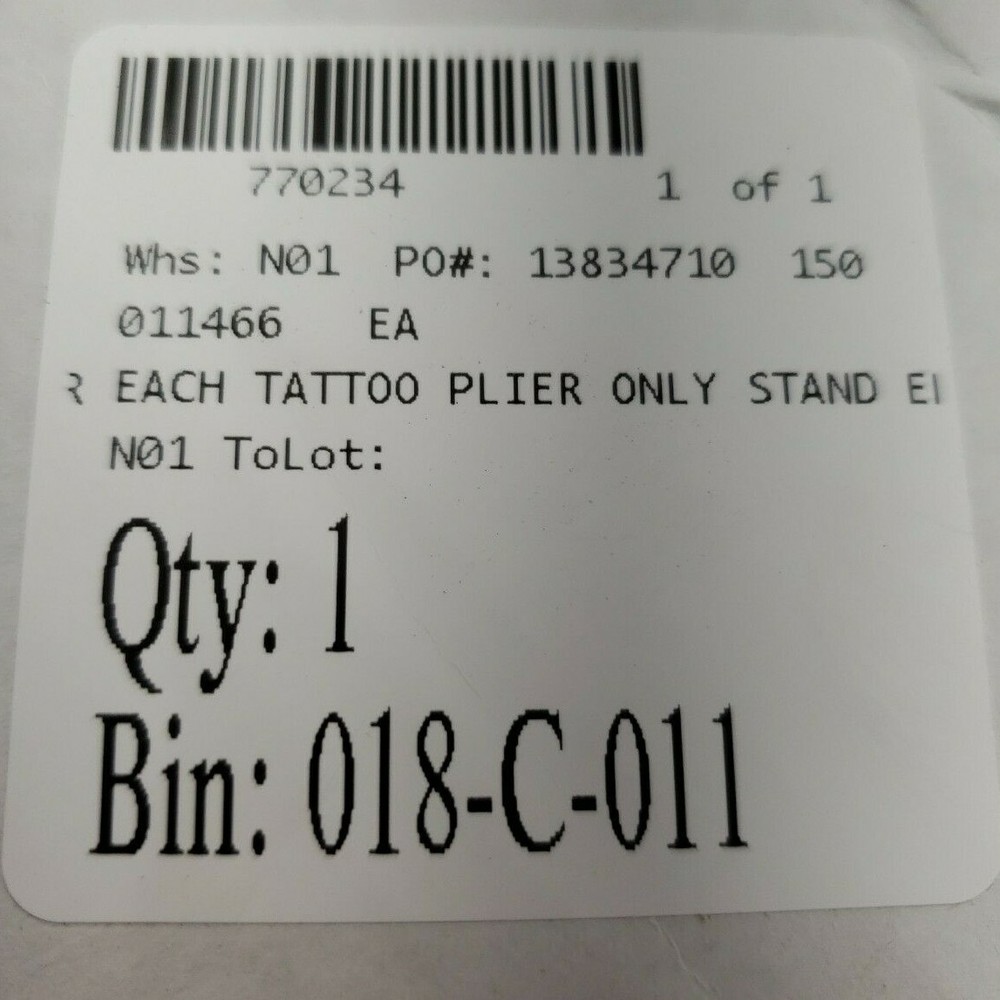 770234 1 of 1
Whs: N01 PO#: 13834710 150
011466 EA
R EACH TATTOO PLIER ONLY STAND
N01 ToLot:
Qty: 1
Bin: 018-C-011